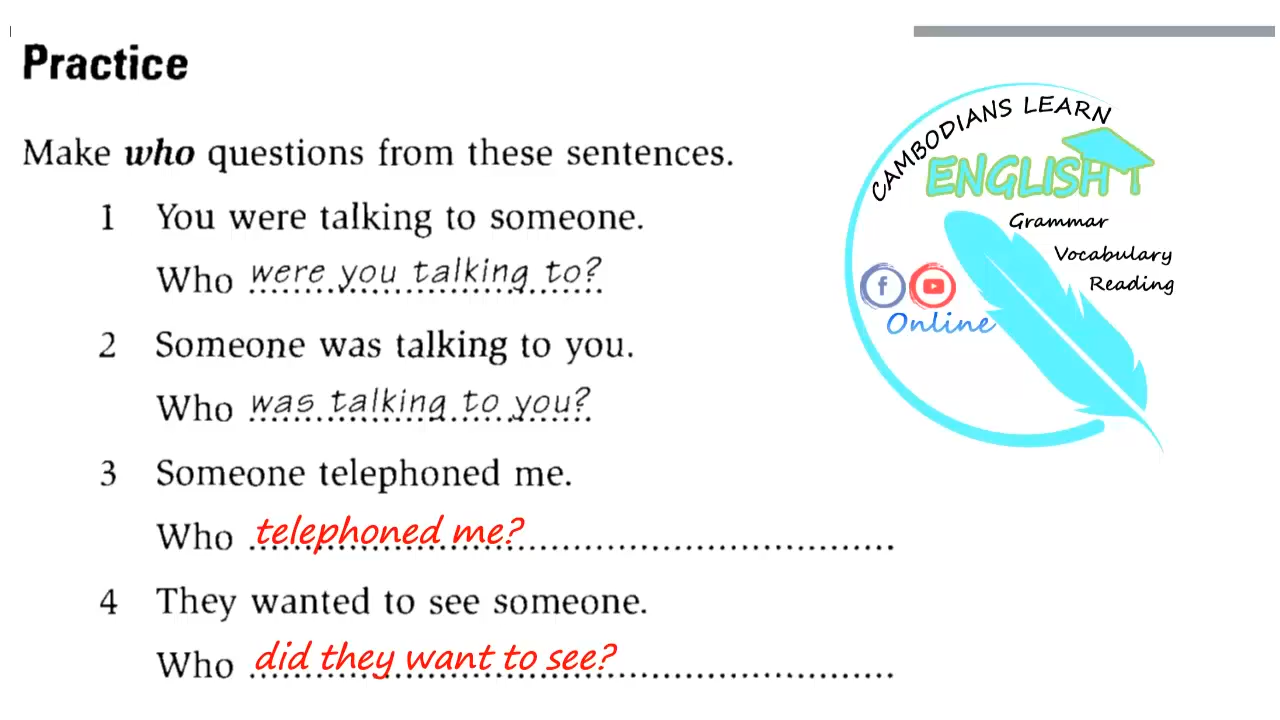 Practice
Make who questions from these sentences.
1 You were talking to someone.
Who were you talking to?
2 Someone was talking to you.
Who was talking to you?
3 Someone telephoned me.
Who telephoned me?
4 They wanted to see someone.
Who did they want to see?
CAMBODIANS LEARN
ENGLISH
Grammar
Vocabulary
Reading
f
Online